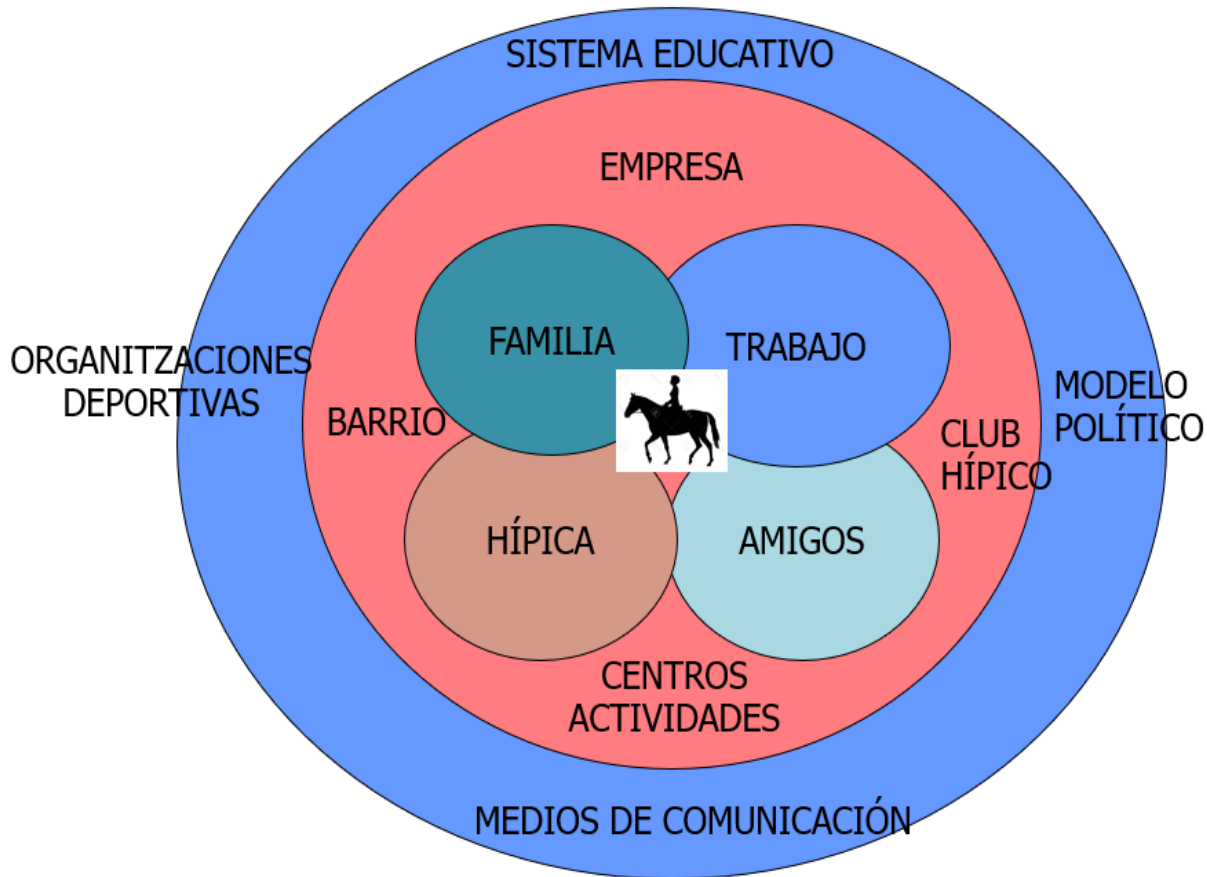 SISTEMA EDUCATIVO
EMPRESA
FAMILIA
TRABAJO
ORGANITZACIONES
DEPORTIVAS
BARRIO
MODELO
POLÍTICO
CLUB
HÍPICO
HÍPICA
AMIGOS
CENTROS
ACTIVIDADES
MEDIOS DE COMUNICACIÓN